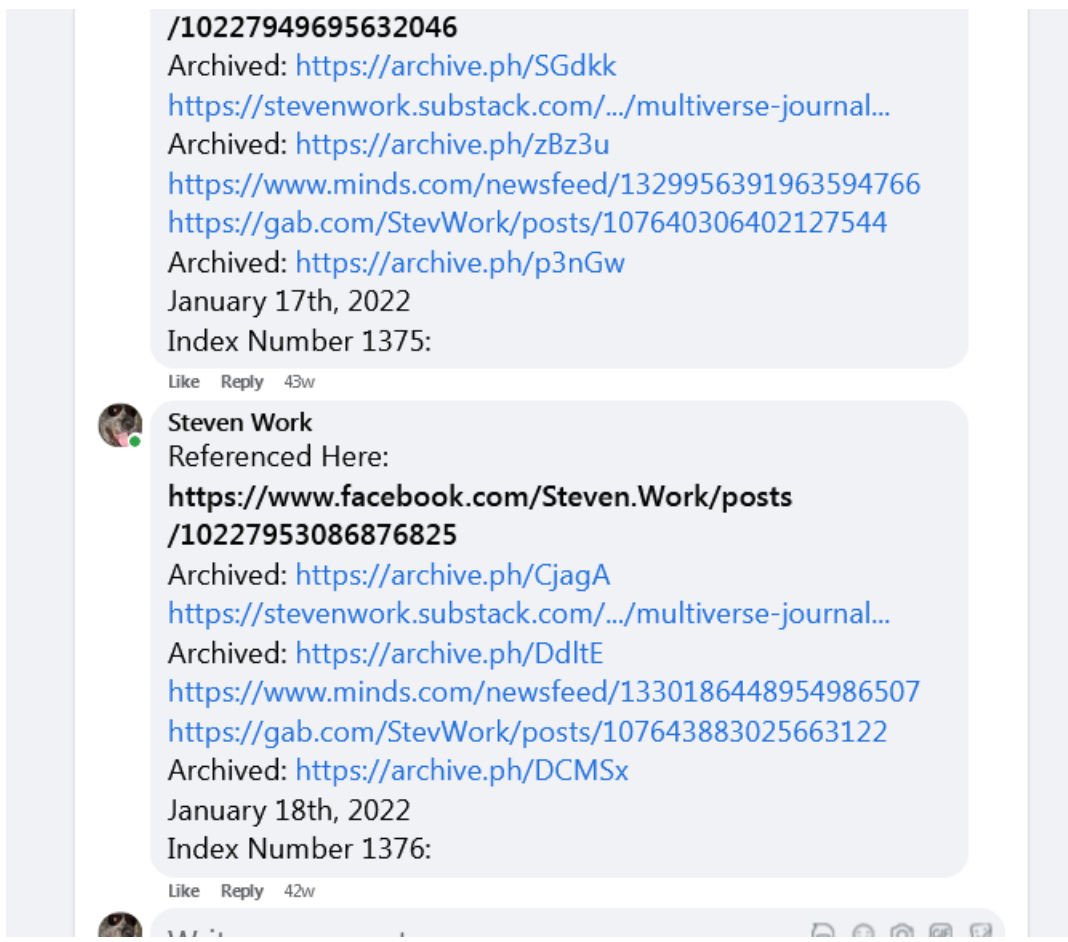 /10227949695632046
Archived: https://archive.ph/SGdkk
https://stevenwork.substack.com/.../multiverse-journal...
Archived: https://archive.ph/zBz3u
https://www.minds.com/newsfeed/1329956391963594766
https://gab.com/StevWork/posts/107640306402127544
Archived: https://archive.ph/p3nGw
January 17th, 2022
Index Number 1375:
Like Reply 43w
Steven Work
Referenced Here:
https://www.facebook.com/Steven.Work/posts
/10227953086876825
Archived: https://archive.ph/CjagA
https://stevenwork.substack.com/.../multiverse-journal...
Archived: https://archive.ph/DdltE
https://www.minds.com/newsfeed/1330186448954986507
https://gab.com/StevWork/posts/107643883025663122
Archived: https://archive.ph/DCMSx
January 18th, 2022
Index Number 1376:
Like Reply 42w